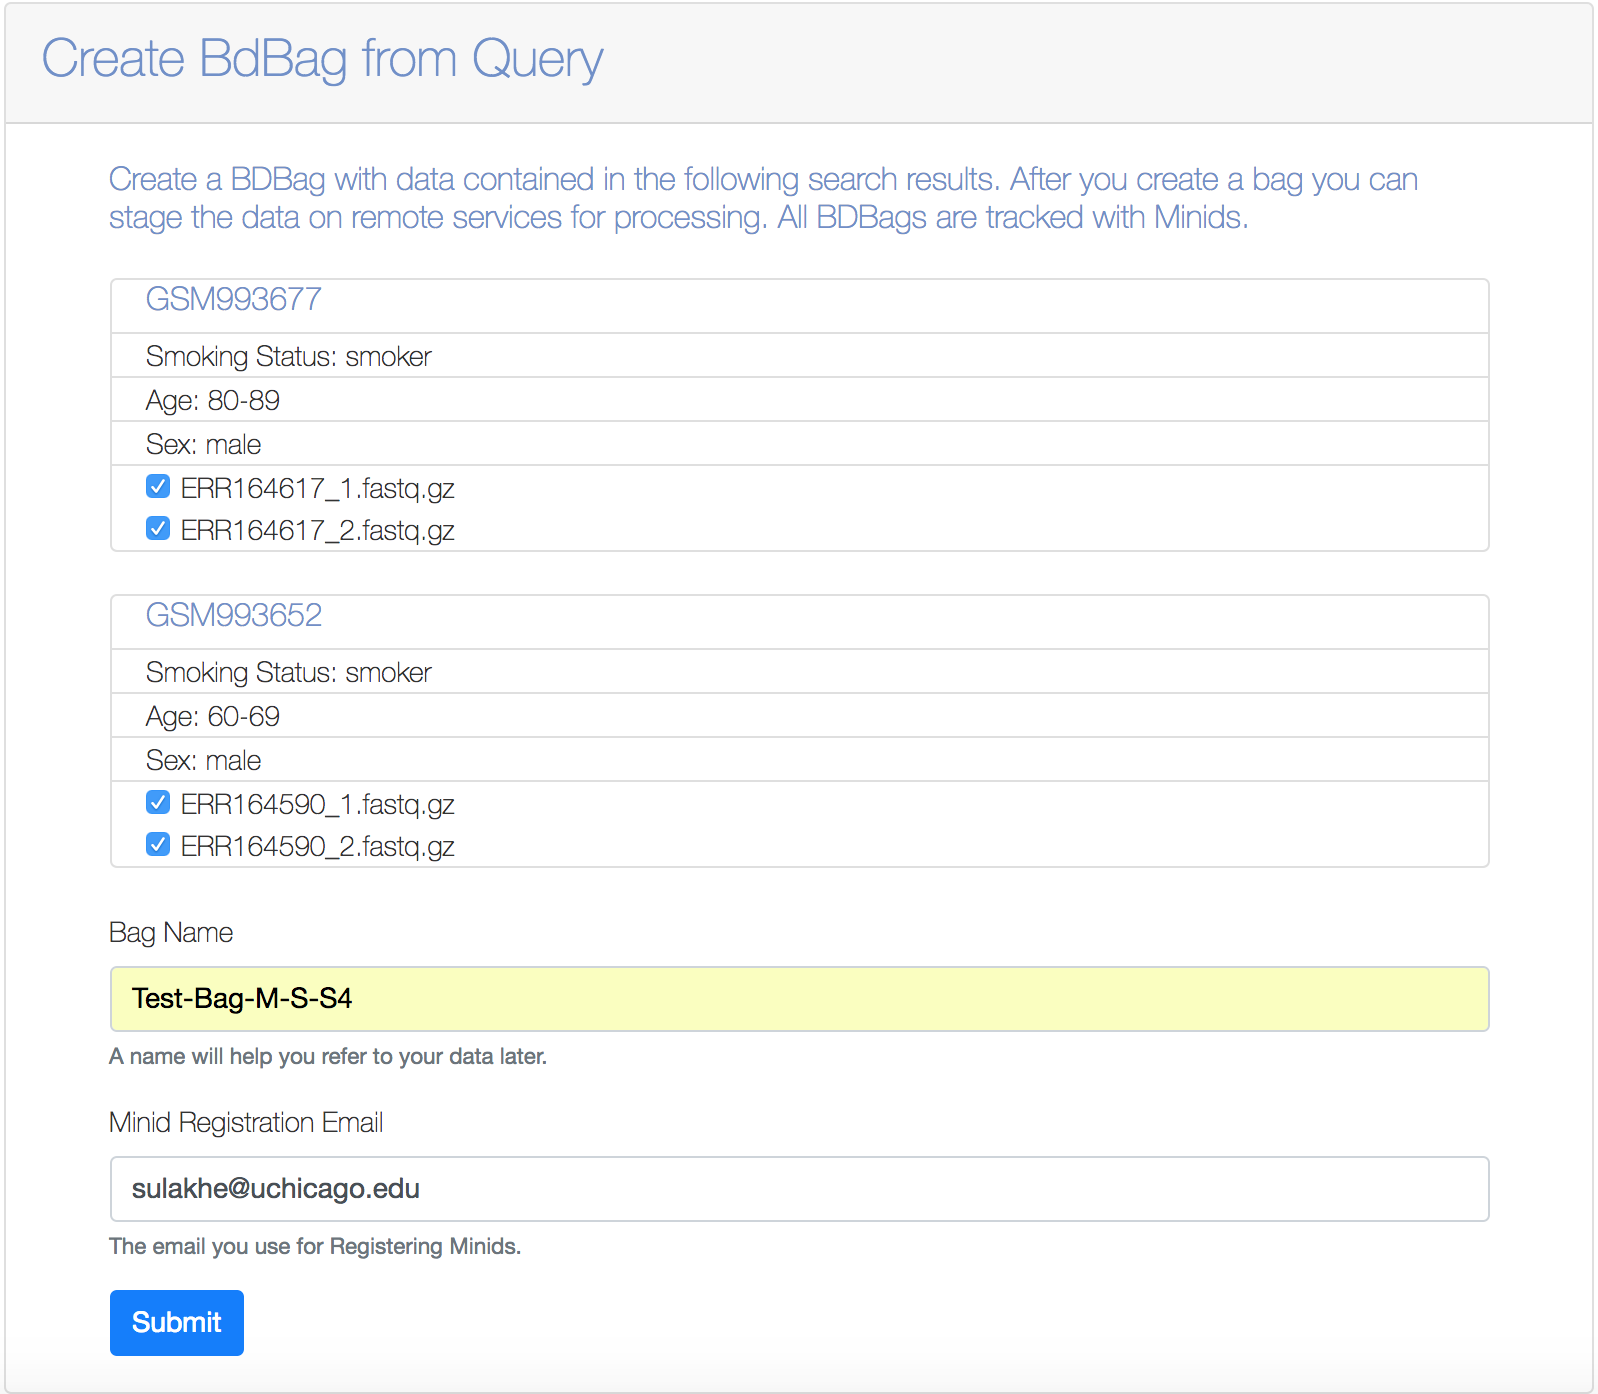 Create BdBag from Query
Create a BDBag with data contained in the following search results. After you create a bag you can
stage the data on remote services for processing. All BDBags are tracked with Minids.
GSM993677
Smoking Status: smoker
Age: 80-89
Sex: male
ERR164617_1.fastq.gz
ERR164617_2.fastq.gz
GSM993652
Smoking Status: smoker
Age: 60-69
Sex: male
ERR164590_1.fastq.gz
ERR164590_2.fastq.gz
Bag Name
Test-Bag-M-S-S4
A name will help you refer to your data later.
Minid Registration Email
sulakhe@uchicago.edu
The email you use for Registering Minids.
Submit